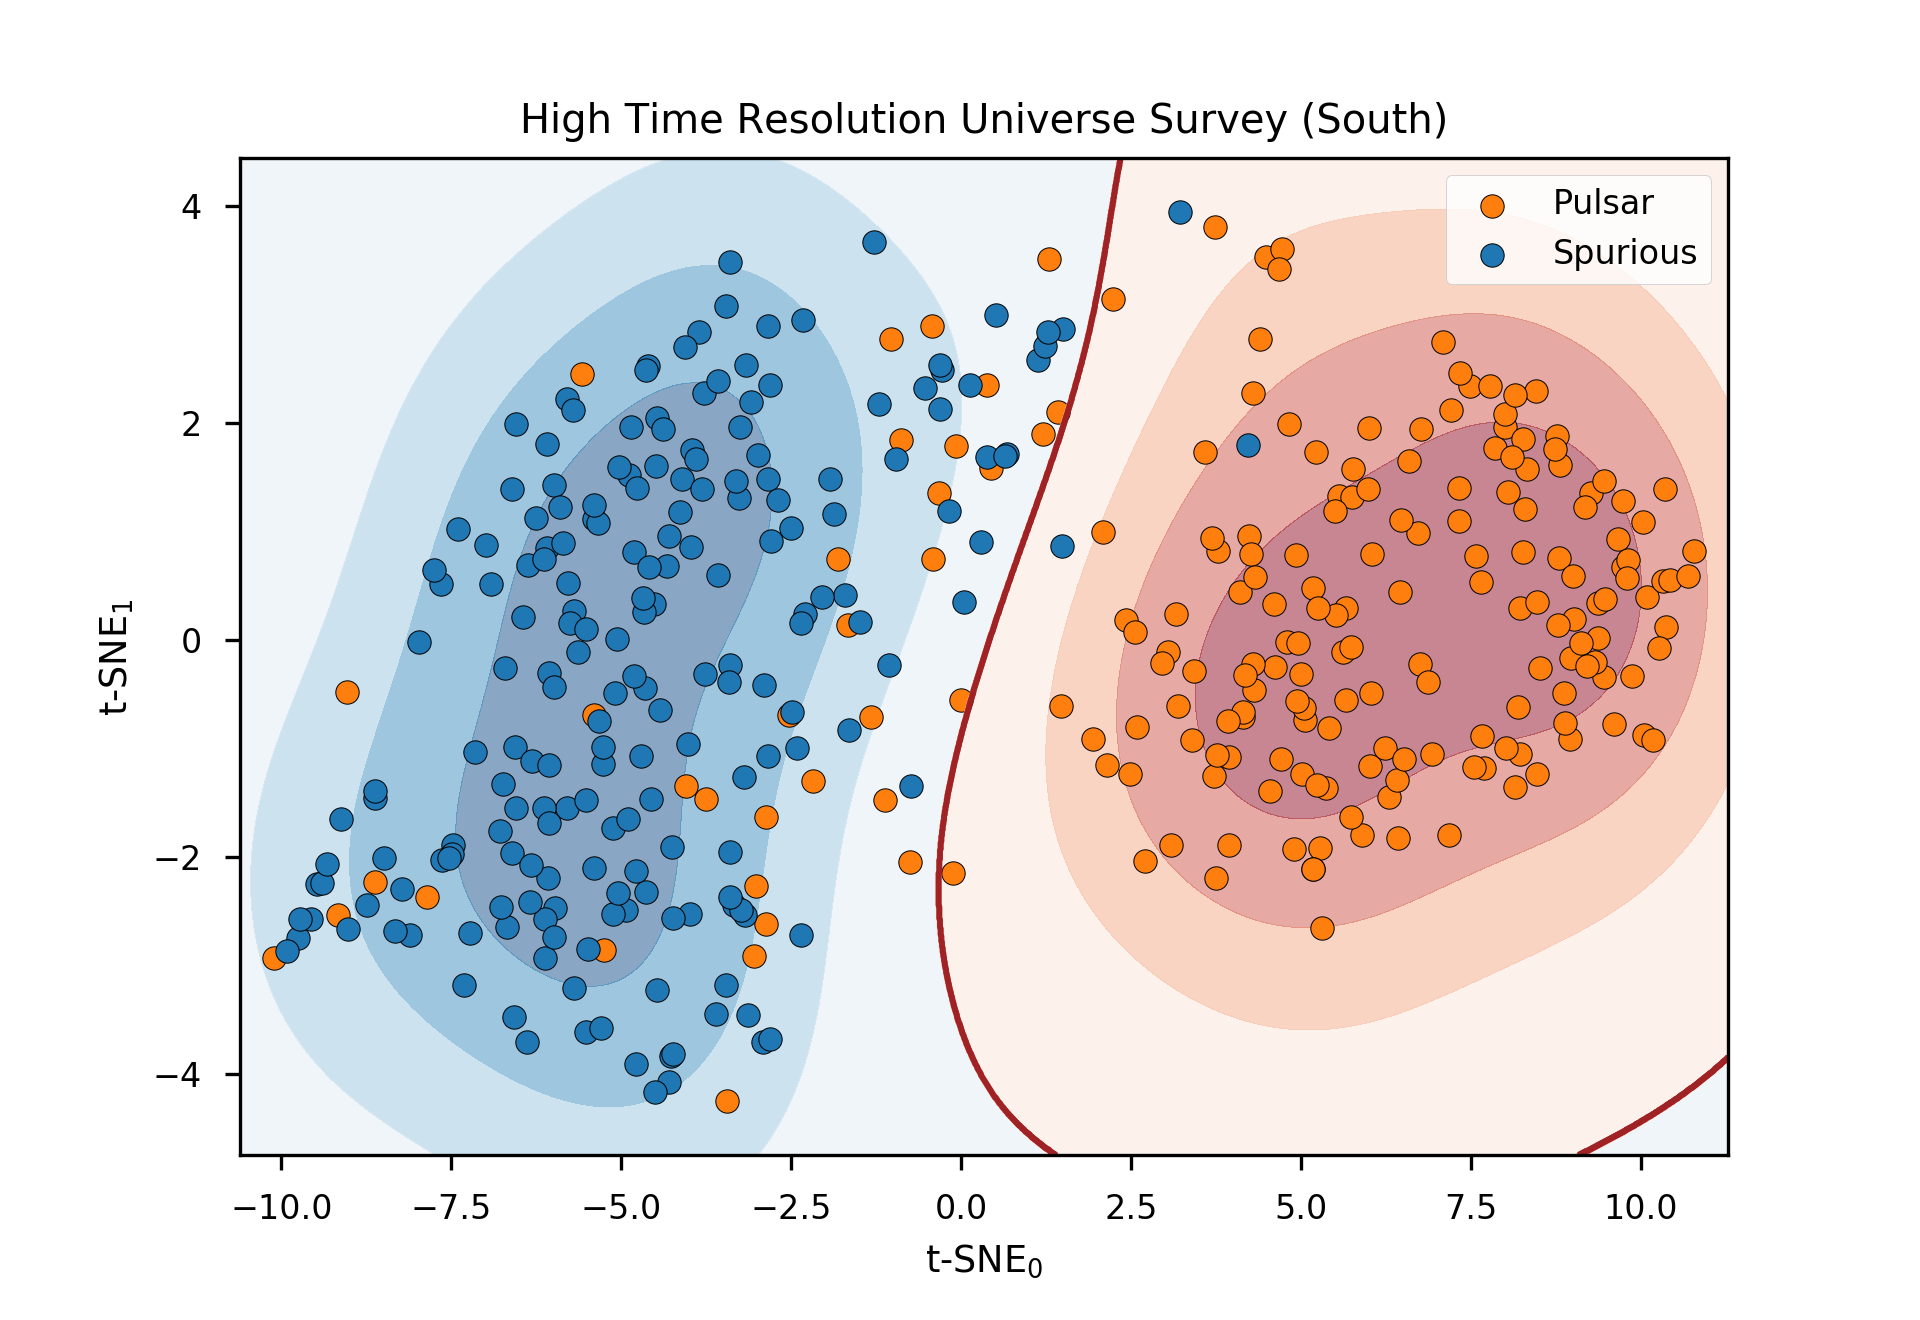 High Time Resolution Universe Survey (South)
Pulsar
Spurious
4
2
0
−2
−4
t-SNE₁
−10.0 −7.5 −5.0 −2.5 0.0 2.5 5.0 7.5 10.0
t-SNE₀